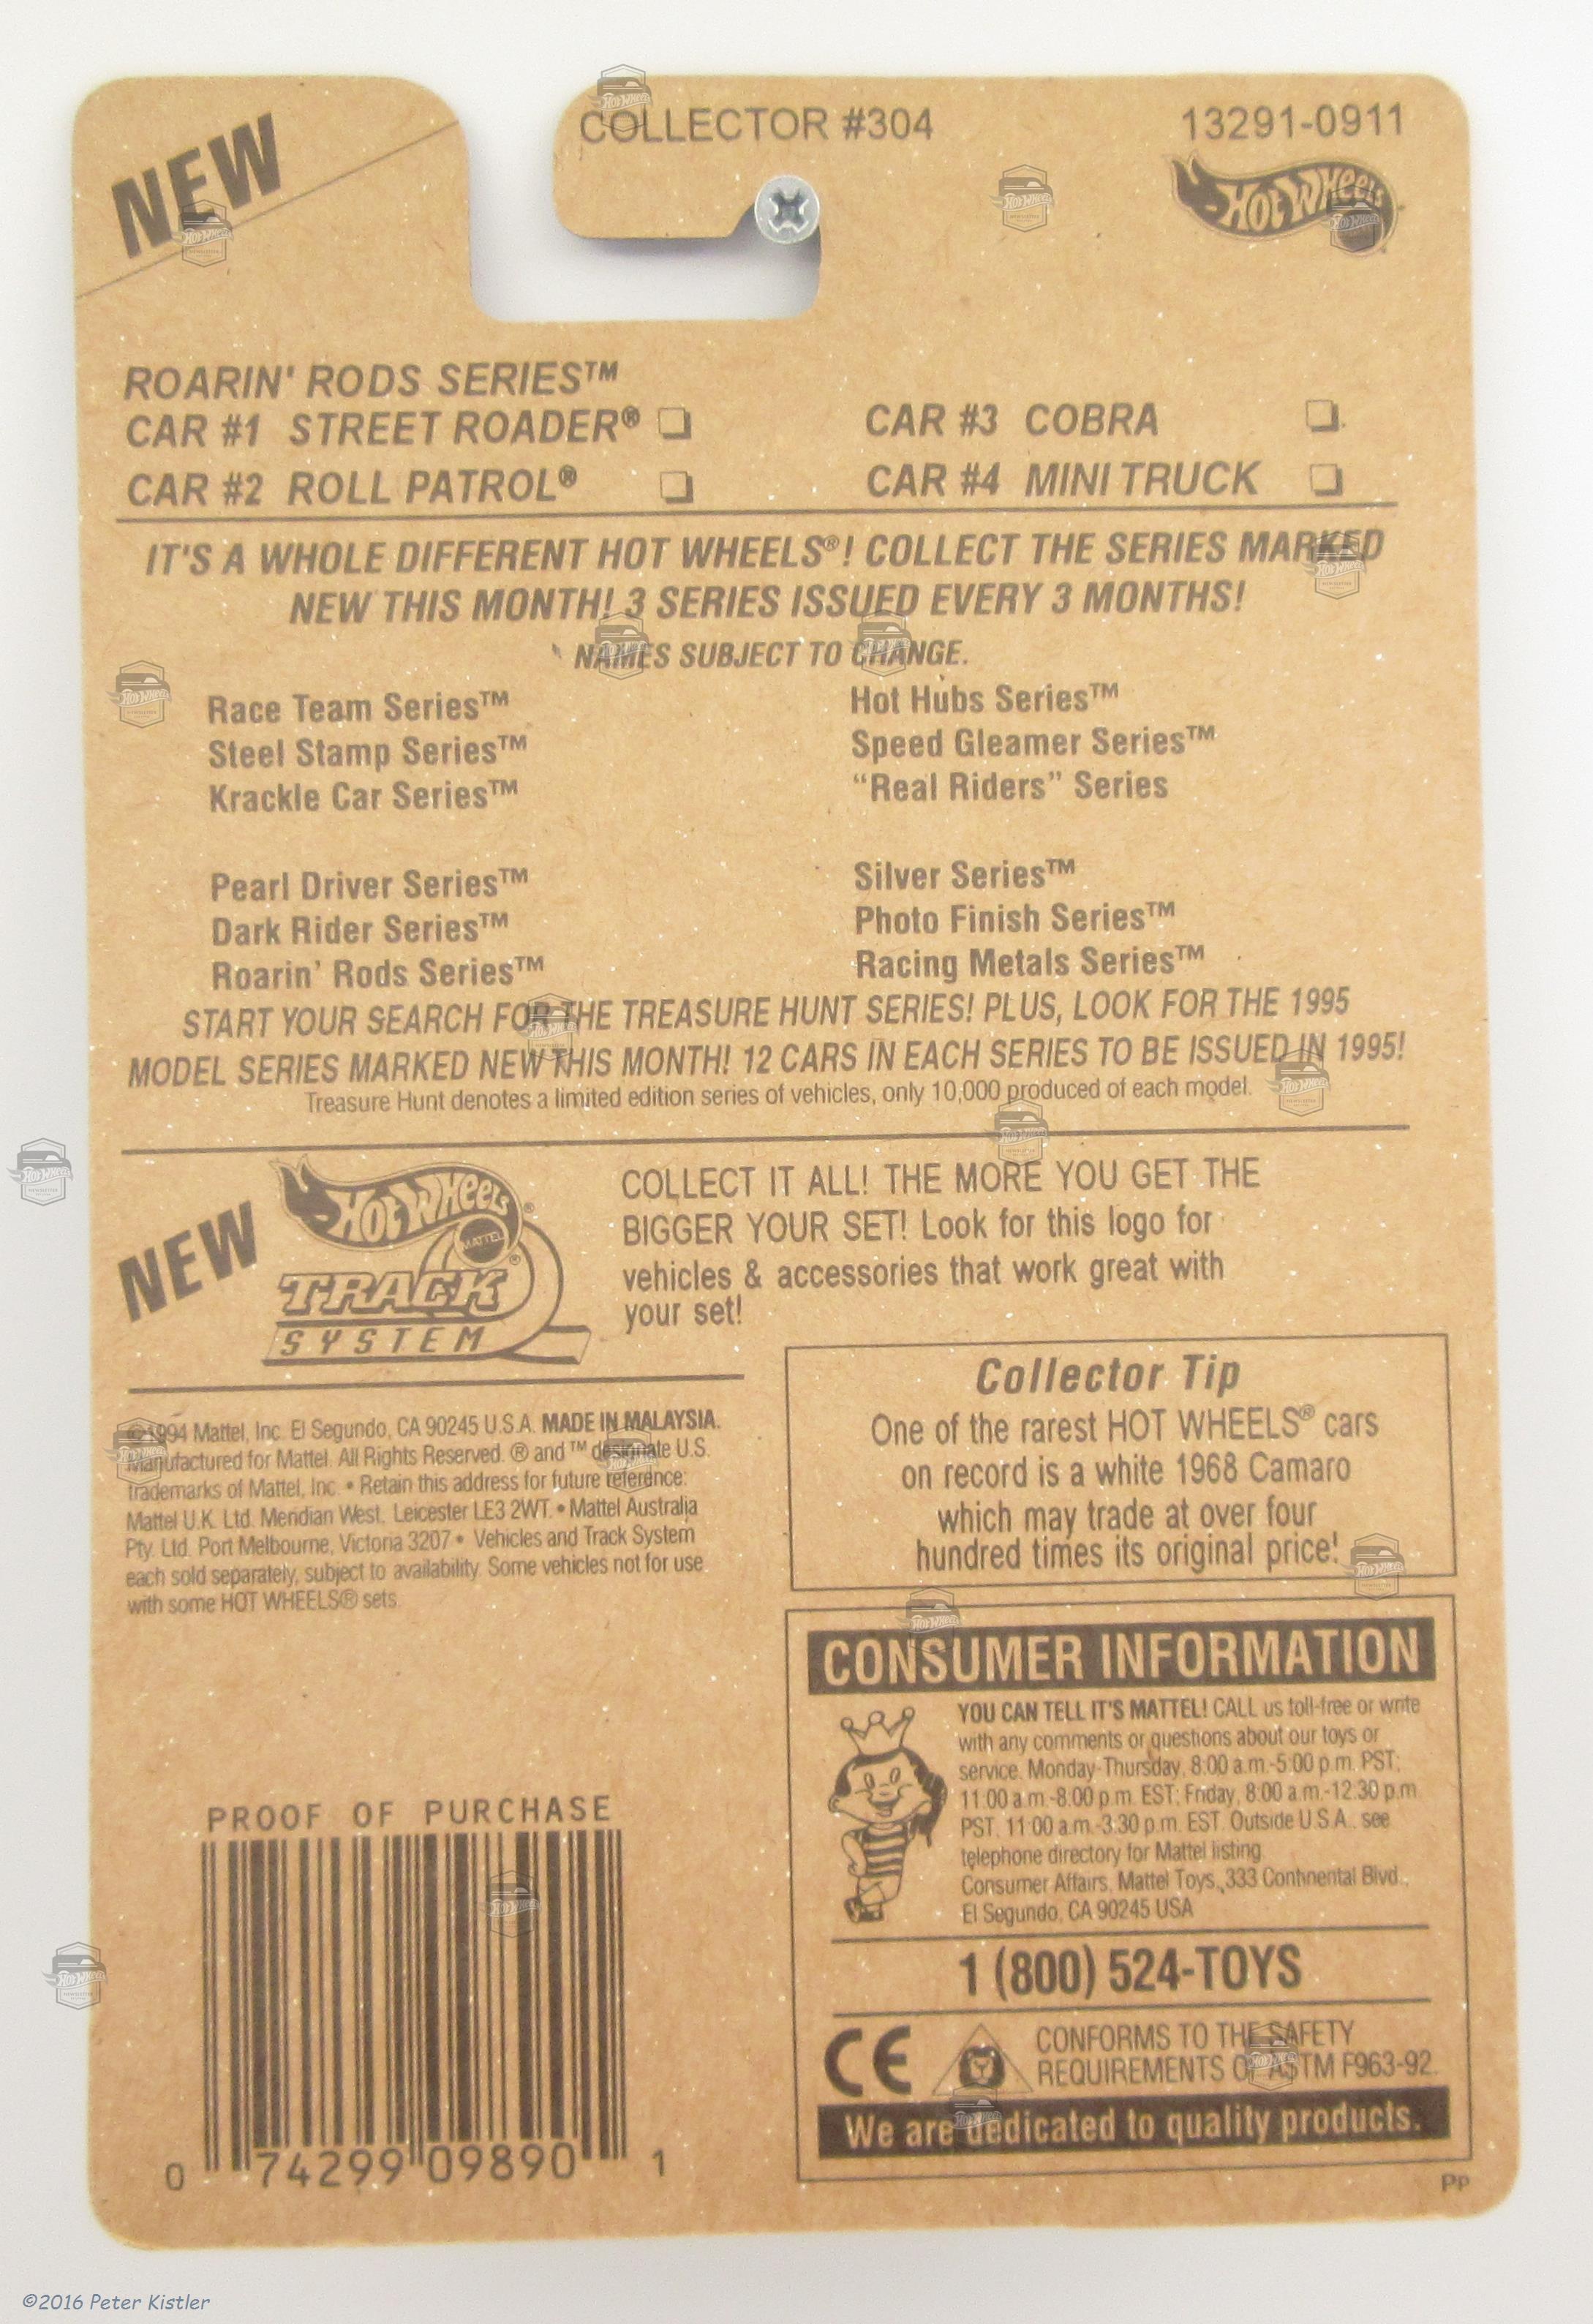 NEW
COLLECTOR #304
13291-0911
HOT WHEELS
ROARIN' RODS SERIES™
CAR #1 STREET ROADER® ❏
CAR #3 COBRA ❏
CAR #2 ROLL PATROL® ❏
CAR #4 MINI TRUCK ❏
IT'S A WHOLE DIFFERENT HOT WHEELS®! COLLECT THE SERIES MARKED
NEW THIS MONTH! 3 SERIES ISSUED EVERY 3 MONTHS!
NAMES SUBJECT TO CHANGE.
Race Team Series™
Steel Stamp Series™
Krackle Car Series™
Hot Hubs Series™
Speed Gleamer Series™
“Real Riders” Series
Pearl Driver Series™
Dark Rider Series™
Roarin' Rods Series™
Silver Series™
Photo Finish Series™
Racing Metals Series™
START YOUR SEARCH FOR THE TREASURE HUNT SERIES! PLUS, LOOK FOR THE 1995
MODEL SERIES MARKED NEW THIS MONTH! 12 CARS IN EACH SERIES TO BE ISSUED IN 1995!
Treasure Hunt denotes a limited edition series of vehicles, only 10,000 produced of each model.
NEW
HOT WHEELS®
MATTEL®
TRACK
SYSTEM
COLLECT IT ALL! THE MORE YOU GET THE
BIGGER YOUR SET! Look for this logo for
vehicles & accessories that work great with
your set!
©1994 Mattel, Inc. El Segundo, CA 90245 U.S.A. MADE IN MALAYSIA.
Manufactured for Mattel. All Rights Reserved. ® and ™ designate U.S.
trademarks of Mattel, Inc. • Retain this address for future reference:
Mattel U.K. Ltd. Meridian West, Leicester LE3 2WT. • Mattel Australia
Pty. Ltd. Port Melbourne, Victoria 3207 • Vehicles and Track System
each sold separately, subject to availability. Some vehicles not for use
with some HOT WHEELS® sets.
Collector Tip
One of the rarest HOT WHEELS® cars
on record is a white 1968 Camaro
which may trade at over four
hundred times its original price!
CONSUMER INFORMATION
YOU CAN TELL IT'S MATTEL! CALL us toll-free or write
with any comments or questions about our toys or
service. Monday-Thursday, 8:00 a.m.-5:00 p.m. PST;
11:00 a.m.-8:00 p.m. EST; Friday, 8:00 a.m.-12:30 p.m.
PST, 11:00 a.m.-3:30 p.m. EST. Outside U.S.A., see
telephone directory for Mattel listing.
Consumer Affairs, Mattel Toys, 333 Continental Blvd.,
El Segundo, CA 90245 USA
1 (800) 524-TOYS
CE
CONFORMS TO THE SAFETY
REQUIREMENTS OF ASTM F963-92.
We are dedicated to quality products.
PROOF OF PURCHASE
0 74299 09890 1
PP
©2016 Peter Kistler